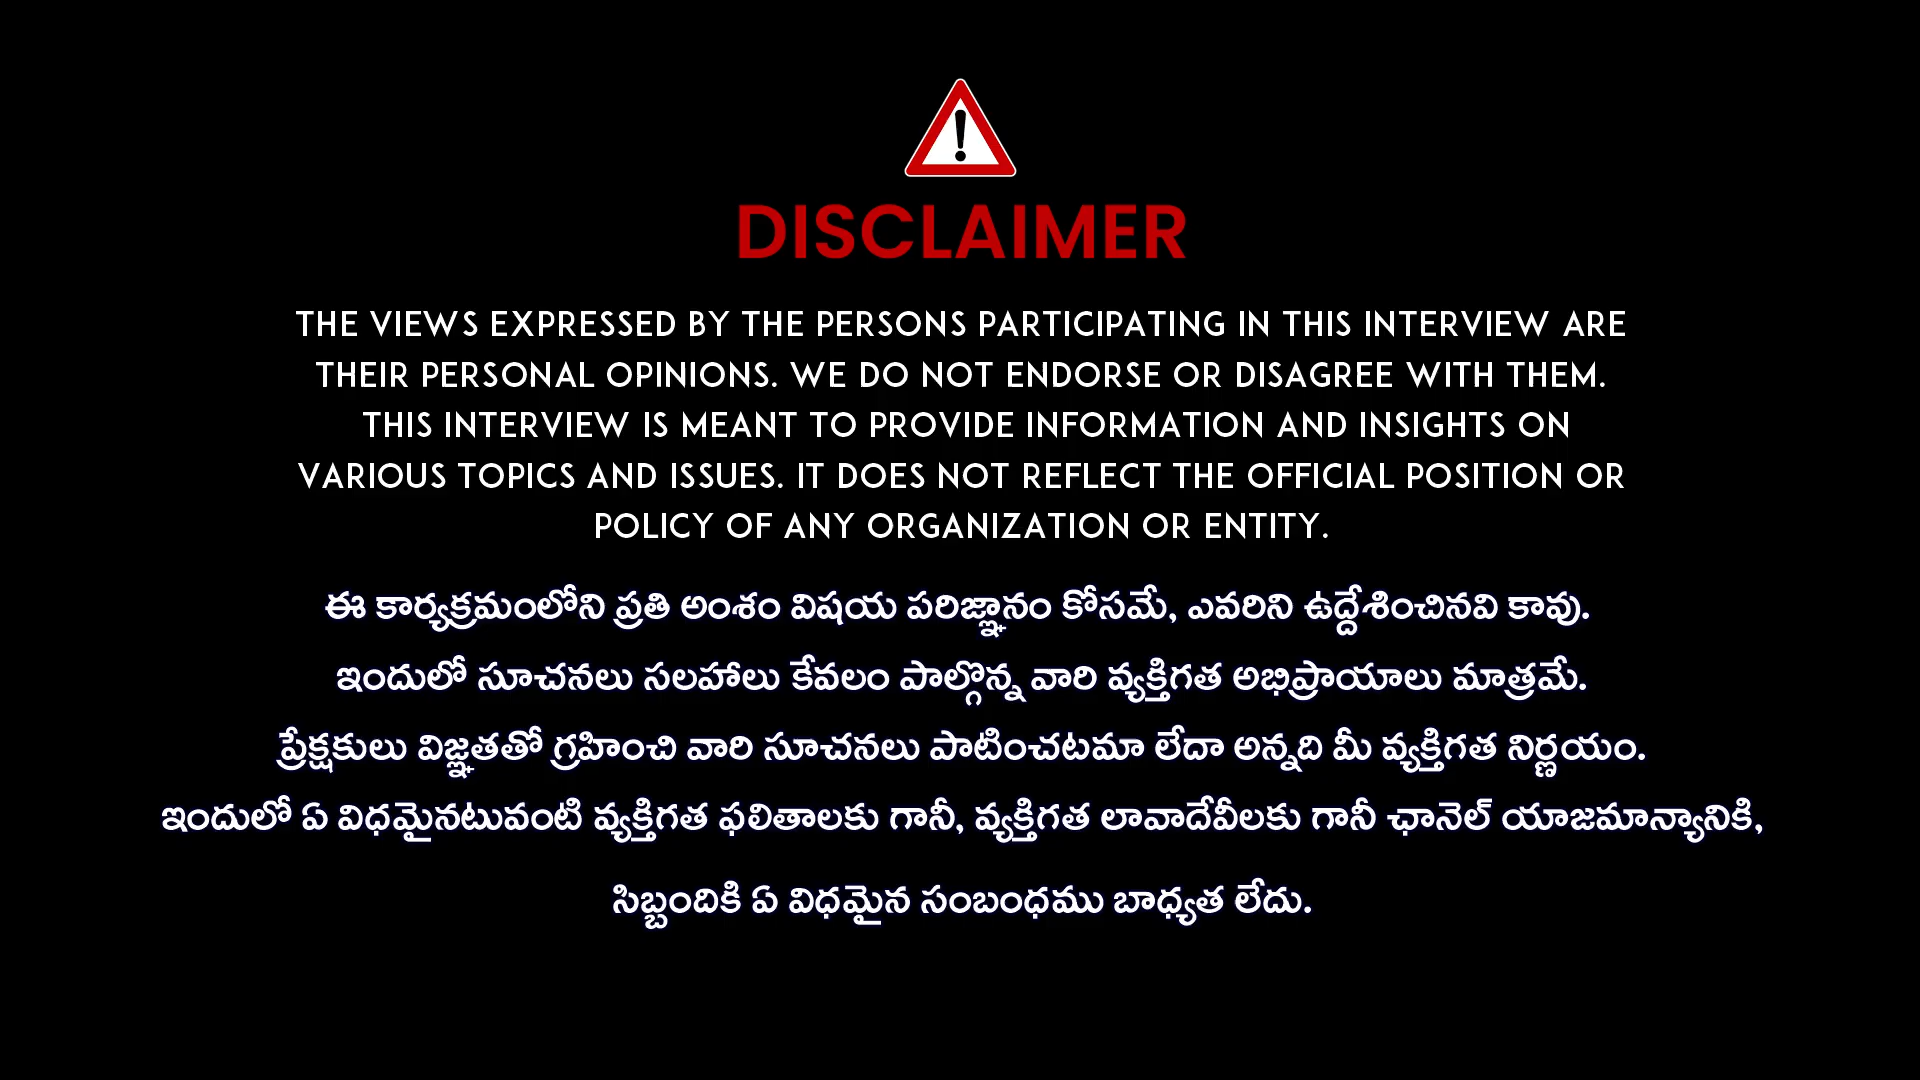 DISCLAIMER
THE VIEWS EXPRESSED BY THE PERSONS PARTICIPATING IN THIS INTERVIEW ARE
THEIR PERSONAL OPINIONS. WE DO NOT ENDORSE OR DISAGREE WITH THEM.
THIS INTERVIEW IS MEANT TO PROVIDE INFORMATION AND INSIGHTS ON
VARIOUS TOPICS AND ISSUES. IT DOES NOT REFLECT THE OFFICIAL POSITION OR
POLICY OF ANY ORGANIZATION OR ENTITY.
ఈ కార్యక్రమంలోని ప్రతి అంశం విషయ పరిజ్ఞానం కోసమే, ఎవరిని ఉద్దేశించినవి కావు.
ఇందులో సూచనలు సలహాలు కేవలం పాల్గొన్న వారి వ్యక్తిగత అభిప్రాయాలు మాత్రమే.
ప్రేక్షకులు విజ్ఞతతో గ్రహించి వారి సూచనలు పాటించటమా లేదా అన్నది మీ వ్యక్తిగత నిర్ణయం.
ఇందులో ఏ విధమైనటువంటి వ్యక్తిగత ఫలితాలకు గానీ, వ్యక్తిగత లావాదేవీలకు గానీ ఛానెల్ యాజమాన్యానికి,
సిబ్బందికి ఏ విధమైన సంబంధము బాధ్యత లేదు.